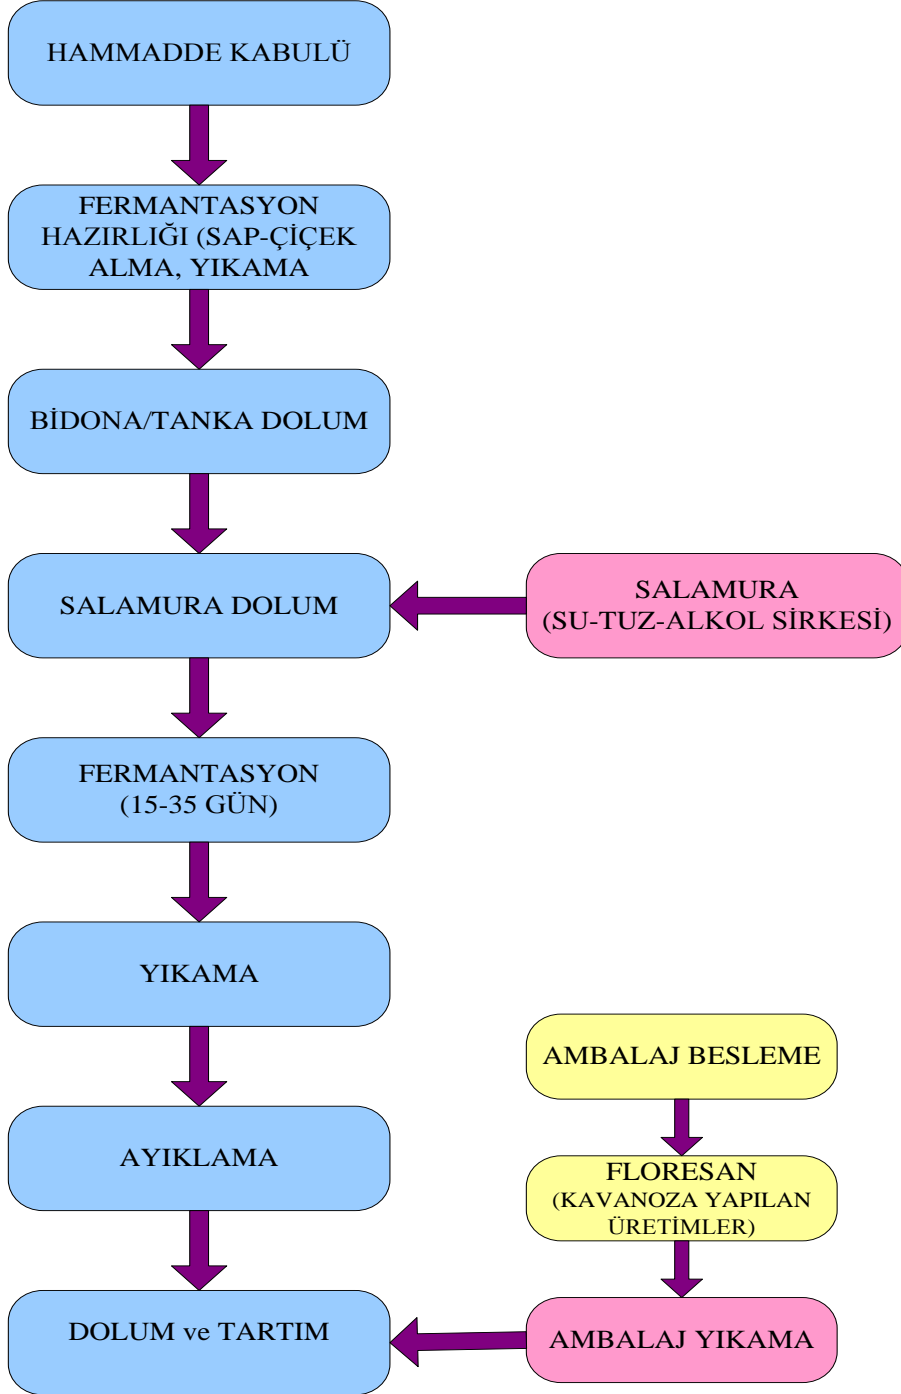 HAMMADDE KABULÜ
FERMANTASYON
HAZIRLIĞI (SAP-ÇİÇEK
ALMA, YIKAMA
BİDONA/TANKA DOLUM
SALAMURA DOLUM
SALAMURA
(SU-TUZ-ALKOL SİRKESİ)
FERMANTASYON
(15-35 GÜN)
YIKAMA
AYIKLAMA
AMBALAJ BESLEME
FLORESAN
(KAVANOZA YAPILAN
ÜRETİMLER)
AMBALAJ YIKAMA
DOLUM ve TARTIM